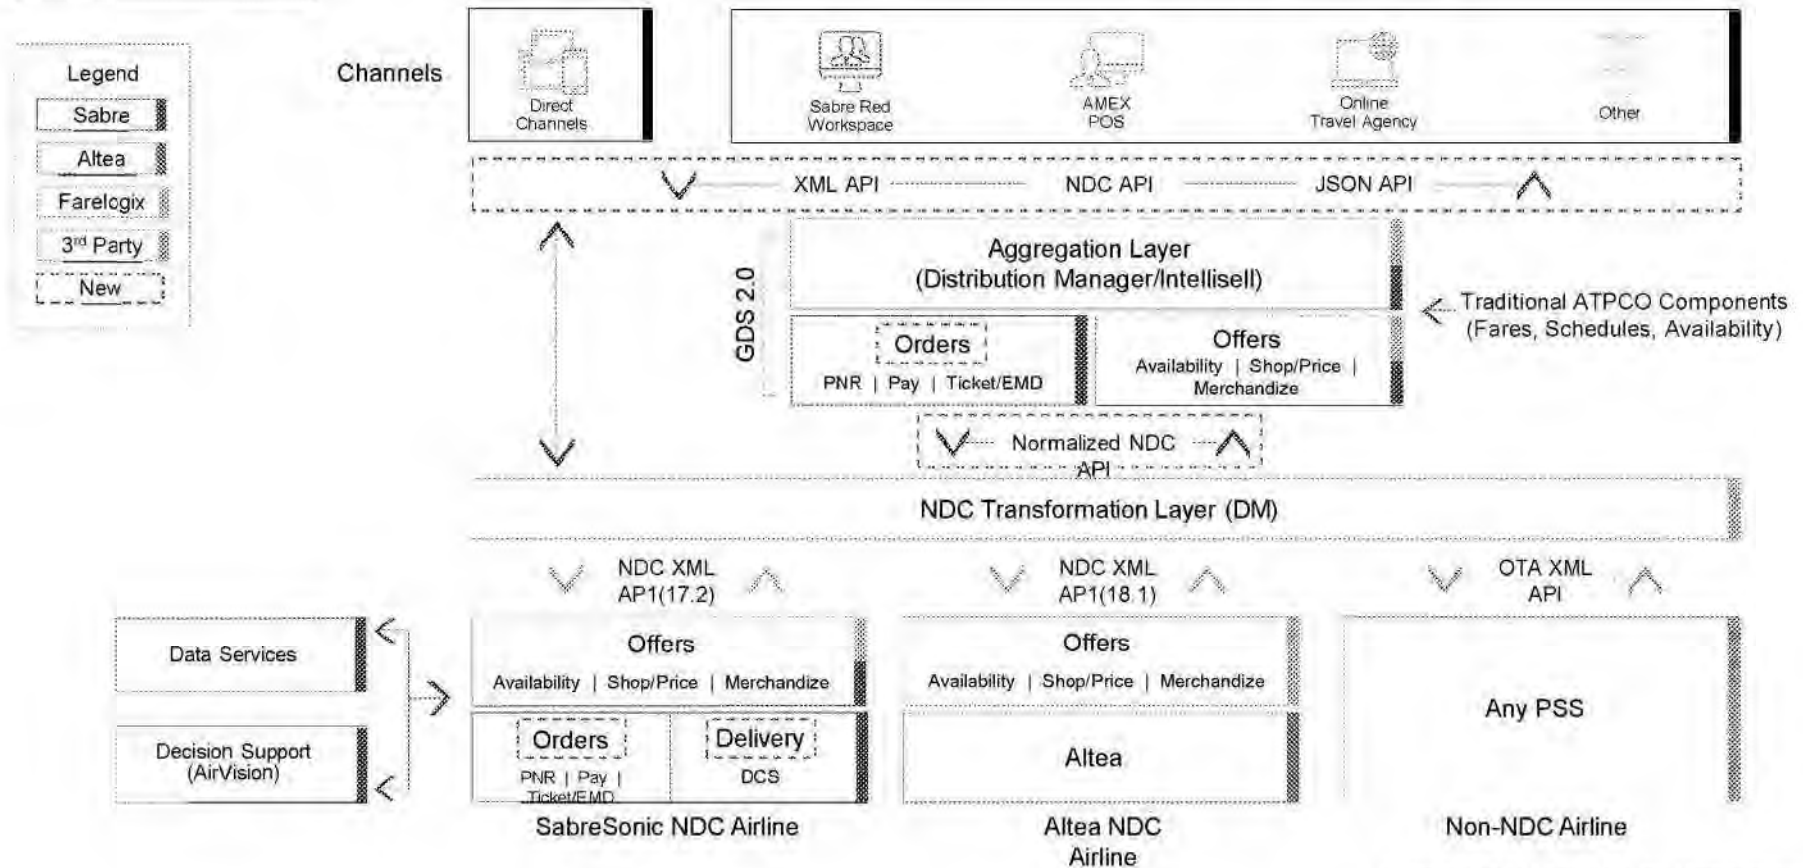 Legend
Sabre
Altea
Farelogix
3rd Party
New
Channels
Direct
Channels
Sabre Red
Workspace
AMEX
POS
Online
Travel Agency
Other
XML API
NDC API
JSON API
GDS 2.0
Aggregation Layer
(Distribution Manager/Intellisell)
Orders
PNR | Pay | Ticket/EMD
Offers
Availability | Shop/Price |
Merchandize
Traditional ATPCO Components
(Fares, Schedules, Availability)
Normalized NDC
API
NDC Transformation Layer (DM)
NDC XML
AP1(17.2)
NDC XML
AP1(18.1)
OTA XML
API
Data Services
Decision Support
(AirVision)
Offers
Availability | Shop/Price | Merchandize
Orders
PNR | Pay |
Ticket/EMD
Delivery
DCS
SabreSonic NDC Airline
Offers
Availability | Shop/Price | Merchandize
Altea
Altea NDC
Airline
Any PSS
Non-NDC Airline